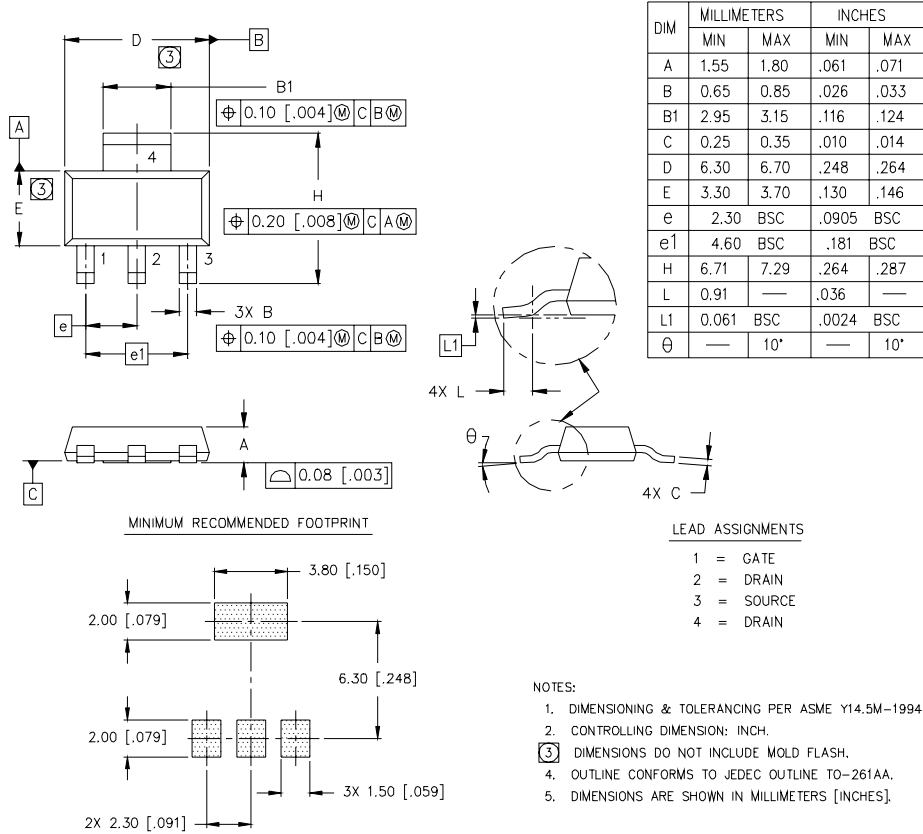 D
B
3
B1
⌖ 0.10 [.004]Ⓜ C BⓂ
A
4
3
E
H
⌖ 0.20 [.008]Ⓜ C AⓂ
1 2 3
e
3X B
e1
⌖ 0.10 [.004]Ⓜ C BⓂ
L1
4X L
A
C
⌓ 0.08 [.003]
θ
4X C
DIM MILLIMETERS INCHES
MIN MAX MIN MAX
A 1.55 1.80 .061 .071
B 0.65 0.85 .026 .033
B1 2.95 3.15 .116 .124
C 0.25 0.35 .010 .014
D 6.30 6.70 .248 .264
E 3.30 3.70 .130 .146
e 2.30 BSC .0905 BSC
e1 4.60 BSC .181 BSC
H 6.71 7.29 .264 .287
L 0.91 — .036 —
L1 0.061 BSC .0024 BSC
θ — 10° — 10°
MINIMUM RECOMMENDED FOOTPRINT
3.80 [.150]
2.00 [.079]
6.30 [.248]
2.00 [.079]
3X 1.50 [.059]
2X 2.30 [.091]
LEAD ASSIGNMENTS
1 = GATE
2 = DRAIN
3 = SOURCE
4 = DRAIN
NOTES:
1. DIMENSIONING & TOLERANCING PER ASME Y14.5M-1994
2. CONTROLLING DIMENSION: INCH.
3 DIMENSIONS DO NOT INCLUDE MOLD FLASH.
4. OUTLINE CONFORMS TO JEDEC OUTLINE TO-261AA.
5. DIMENSIONS ARE SHOWN IN MILLIMETERS [INCHES].